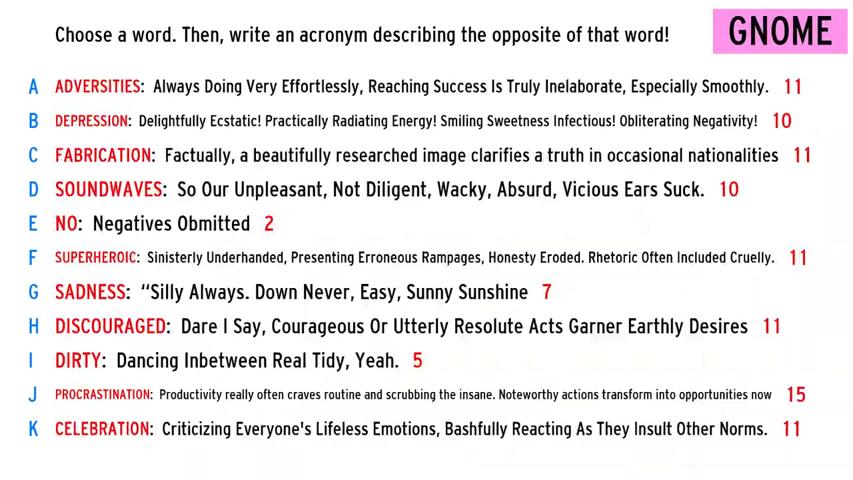 Choose a word. Then, write an acronym describing the opposite of that word! GNOME
A ADVERSITIES: Always Doing Very Effortlessly, Reaching Success Is Truly Inelaborate, Especially Smoothly. 11
B DEPRESSION: Delightfully Ecstatic! Practically Radiating Energy! Smiling Sweetness Infectious! Obliterating Negativity! 10
C FABRICATION: Factually, a beautifully researched image clarifies a truth in occasional nationalities 11
D SOUNDWAVES: So Our Unpleasant, Not Diligent, Wacky, Absurd, Vicious Ears Suck. 10
E NO: Negatives Obmitted 2
F SUPERHEROIC: Sinisterly Underhanded, Presenting Erroneous Rampages, Honesty Eroded. Rhetoric Often Included Cruelly. 11
G SADNESS: “Silly Always. Down Never, Easy, Sunny Sunshine 7
H DISCOURAGED: Dare I Say, Courageous Or Utterly Resolute Acts Garner Earthly Desires 11
I DIRTY: Dancing Inbetween Real Tidy, Yeah. 5
J PROCRASTINATION: Productivity really often craves routine and scrubbing the insane. Noteworthy actions transform into opportunities now 15
K CELEBRATION: Criticizing Everyone's Lifeless Emotions, Bashfully Reacting As They Insult Other Norms. 11